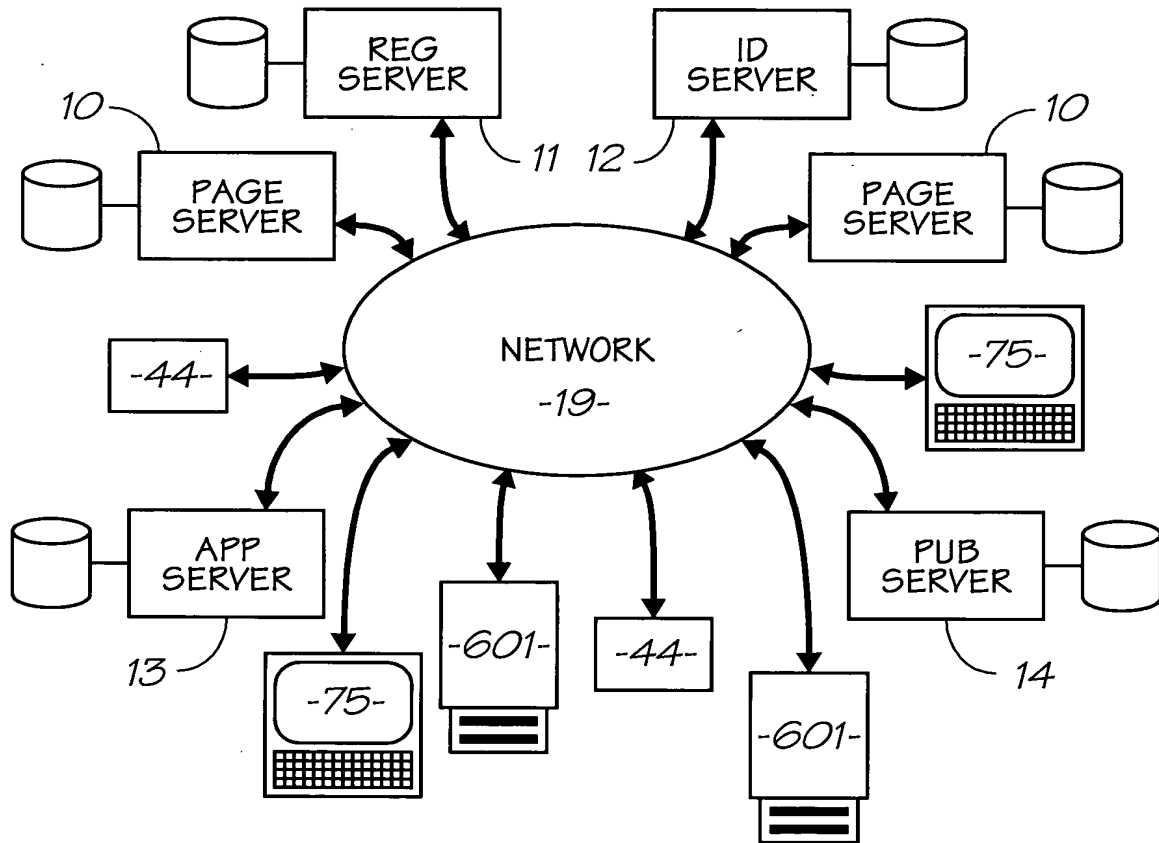 REG
SERVER
ID
SERVER
10
11
12
10
PAGE
SERVER
PAGE
SERVER
NETWORK
-19-
-44-
-75-
APP
SERVER
PUB
SERVER
-601-
-44-
13
14
-75-
-601-